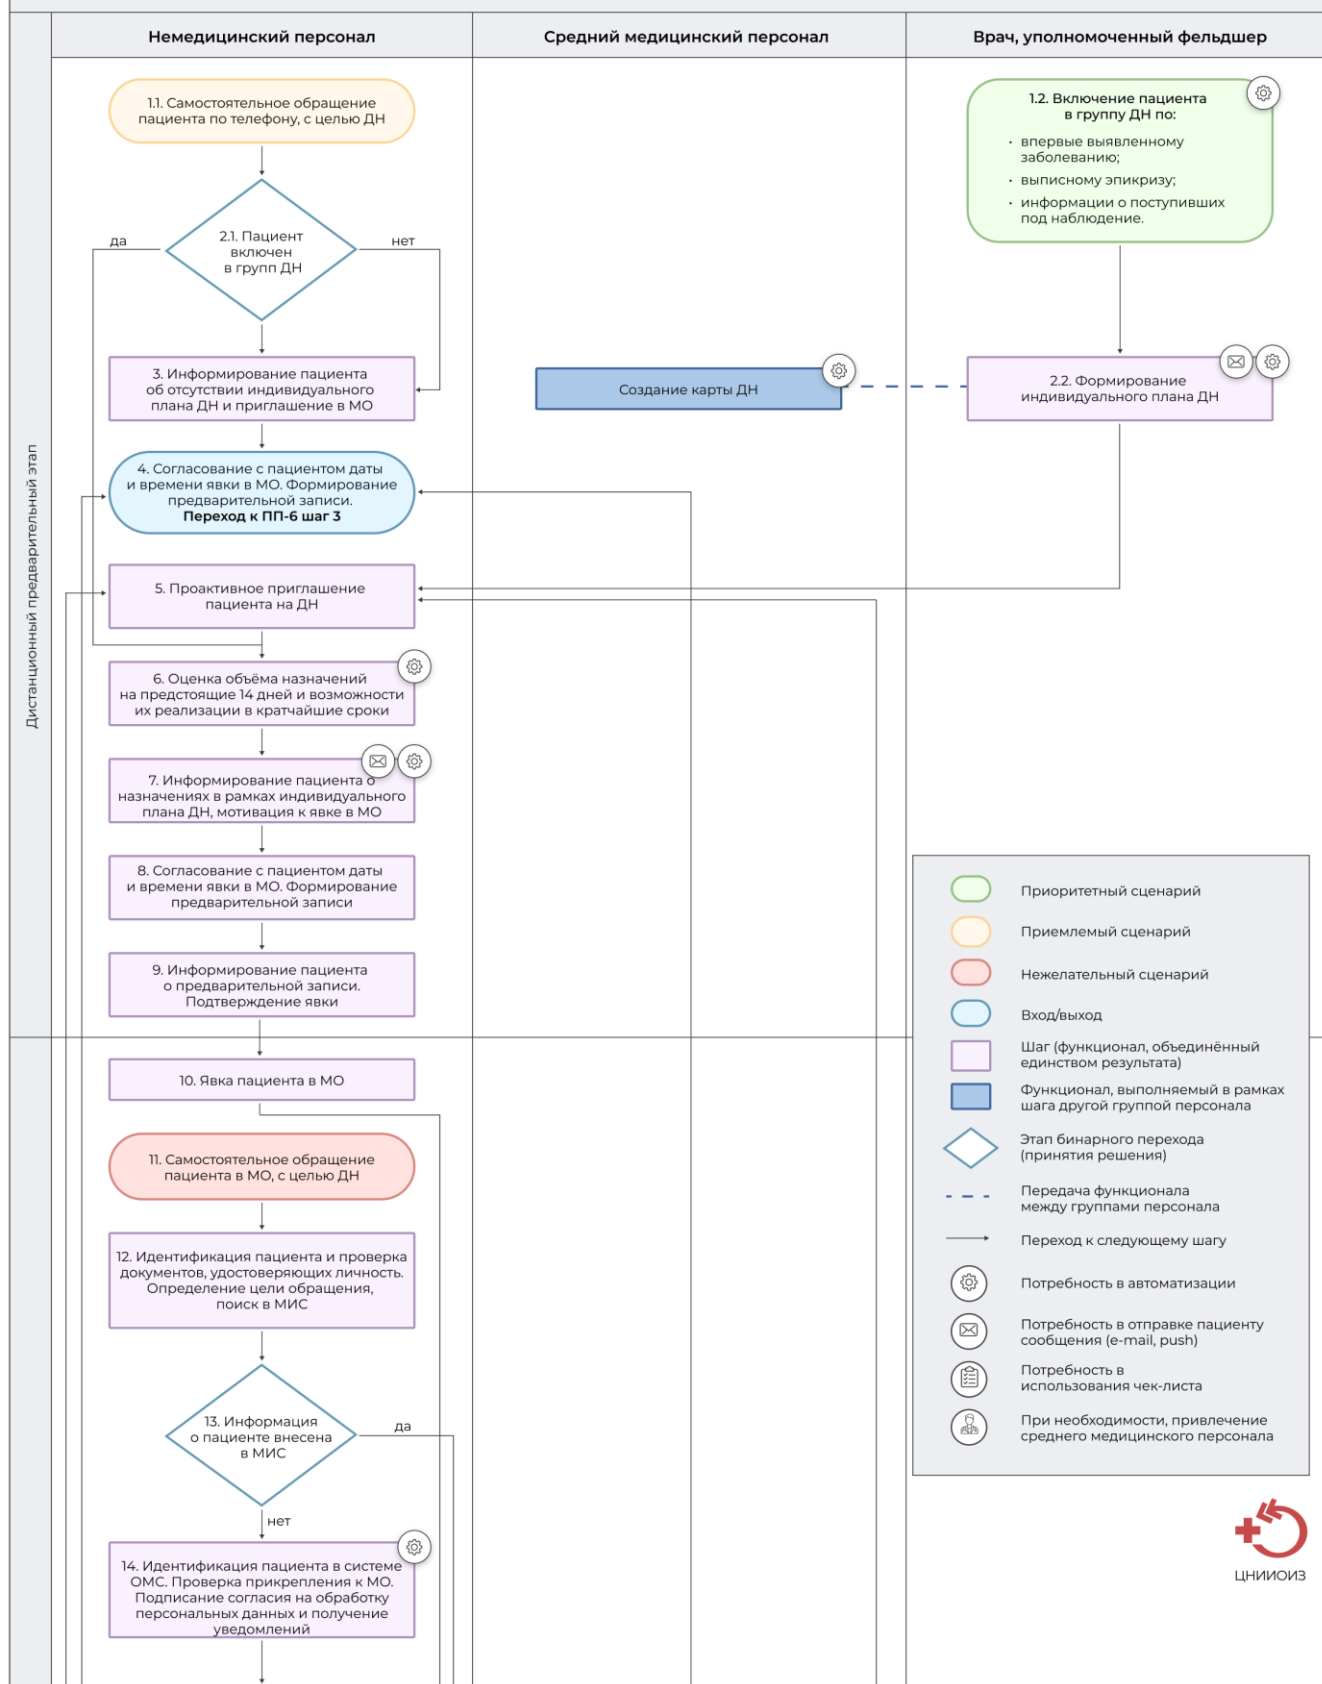 Немедицинский персонал
Средний медицинский персонал
Врач, уполномоченный фельдшер
Дистанционный предварительный этап
1.1. Самостоятельное обращение
пациента по телефону, с целью ДН
1.2. Включение пациента
в группу ДН по:
· впервые выявленному
заболеванию;
· выписному эпикризу;
· информации о поступивших
под наблюдение.
2.1. Пациент
включен
в групп ДН
да
нет
3. Информирование пациента
об отсутствии индивидуального
плана ДН и приглашение в МО
Создание карты ДН
2.2. Формирование
индивидуального плана ДН
4. Согласование с пациентом даты
и времени явки в МО. Формирование
предварительной записи.
Переход к ПП-6 шаг 3
5. Проактивное приглашение
пациента на ДН
6. Оценка объёма назначений
на предстоящие 14 дней и возможности
их реализации в кратчайшие сроки
7. Информирование пациента о
назначениях в рамках индивидуального
плана ДН, мотивация к явке в МО
8. Согласование с пациентом даты
и времени явки в МО. Формирование
предварительной записи
9. Информирование пациента
о предварительной записи.
Подтверждение явки
10. Явка пациента в МО
11. Самостоятельное обращение
пациента в МО, с целью ДН
12. Идентификация пациента и проверка
документов, удостоверяющих личность.
Определение цели обращения,
поиск в МИС
13. Информация
о пациенте внесена
в МИС
да
нет
14. Идентификация пациента в системе
ОМС. Проверка прикрепления к МО.
Подписание согласия на обработку
персональных данных и получение
уведомлений
Приоритетный сценарий
Приемлемый сценарий
Нежелательный сценарий
Вход/выход
Шаг (функционал, объединённый
единством результата)
Функционал, выполняемый в рамках
шага другой группой персонала
Этап бинарного перехода
(принятия решения)
Передача функционала
между группами персонала
Переход к следующему шагу
Потребность в автоматизации
Потребность в отправке пациенту
сообщения (e-mail, push)
Потребность в
использования чек-листа
При необходимости, привлечение
среднего медицинского персонала
ЦНИИОИЗ